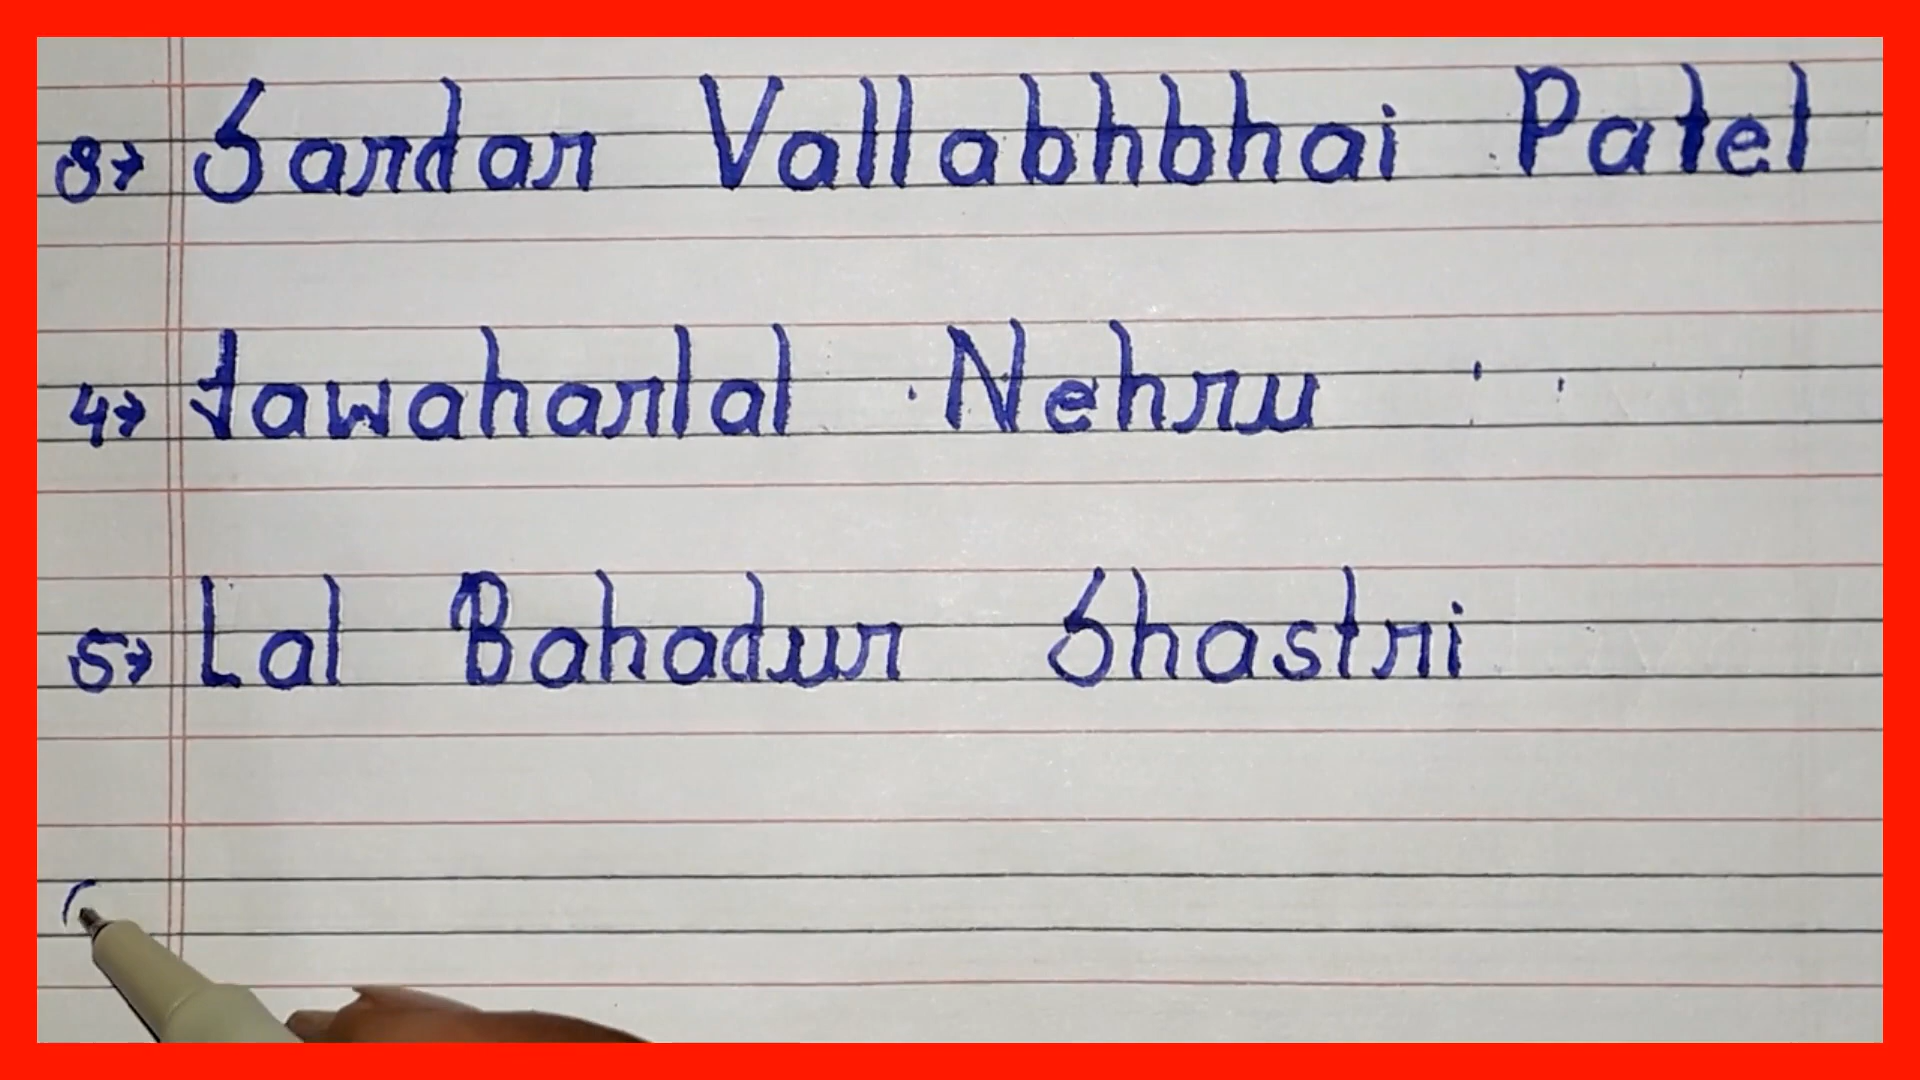 3→ Sardar Vallabhbhai Patel
4→ Jawaharlal Nehru
5→ Lal Bahadur Shastri